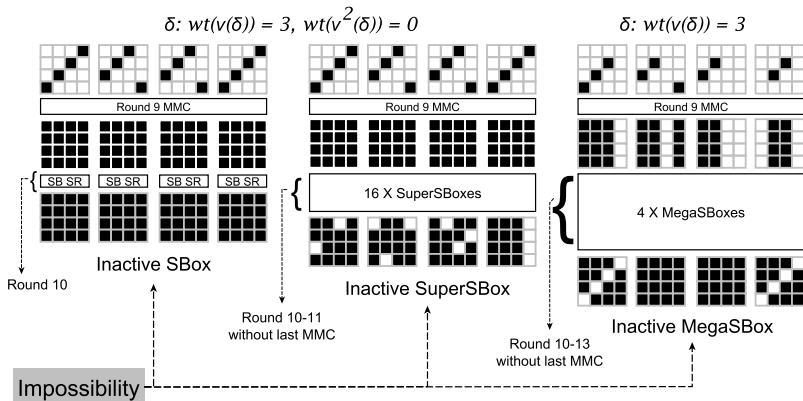 δ: wt(v(δ)) = 3, wt(v²(δ)) = 0
δ: wt(v(δ)) = 3
Round 9 MMC
Round 9 MMC
Round 9 MMC
SB SR
SB SR
SB SR
SB SR
16 X SuperSBoxes
4 X MegaSBoxes
Inactive SBox
Inactive SuperSBox
Inactive MegaSBox
Round 10
Round 10-11
without last MMC
Round 10-13
without last MMC
Impossibility